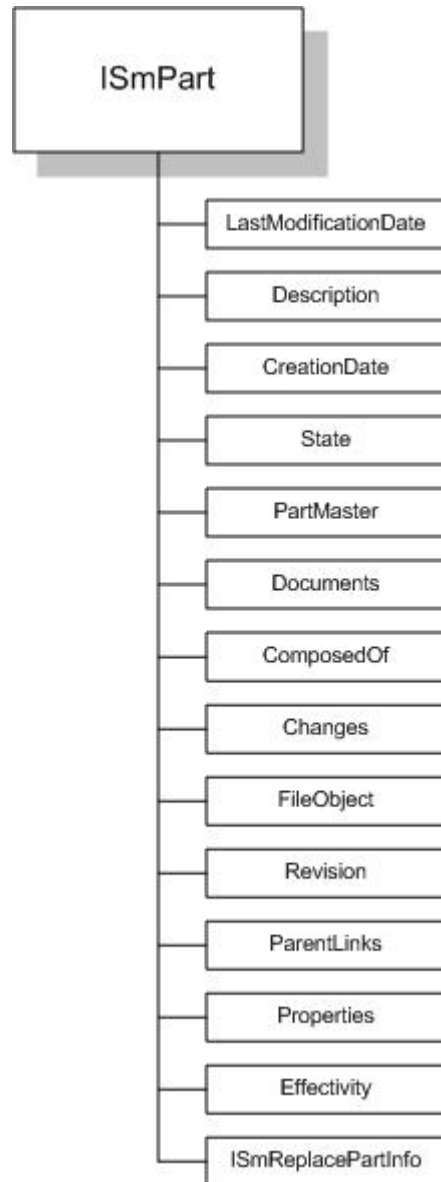 ISmPart
LastModificationDate
Description
CreationDate
State
PartMaster
Documents
ComposedOf
Changes
FileObject
Revision
ParentLinks
Properties
Effectivity
ISmReplacePartInfo